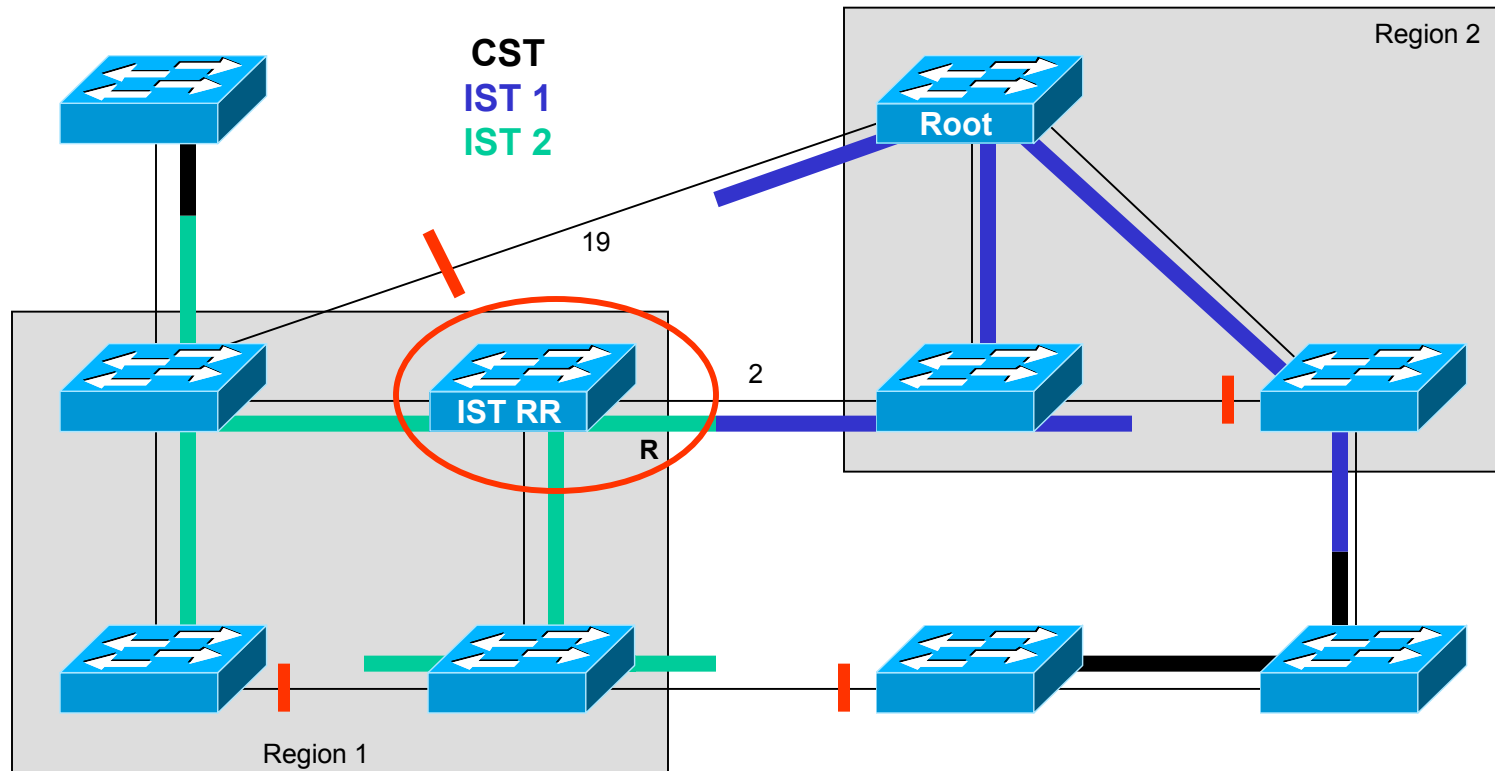 Region 2
CST
IST 1
IST 2
Root
19
2
IST RR
R
Region 1